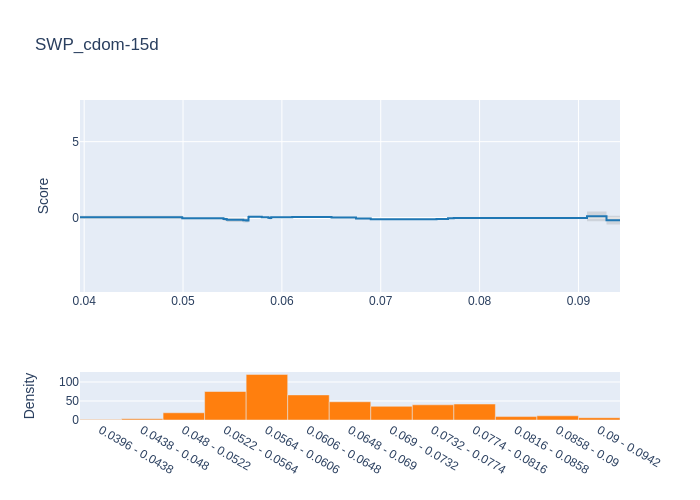 SWP_cdom-15d
Score
5
0
0.04
0.05
0.06
0.07
0.08
0.09
Density
100
50
0
0.0396 - 0.0438
0.0438 - 0.048
0.048 - 0.0522
0.0522 - 0.0564
0.0564 - 0.0606
0.0606 - 0.0648
0.0648 - 0.069
0.069 - 0.0732
0.0732 - 0.0774
0.0774 - 0.0816
0.0816 - 0.0858
0.0858 - 0.09
0.09 - 0.0942